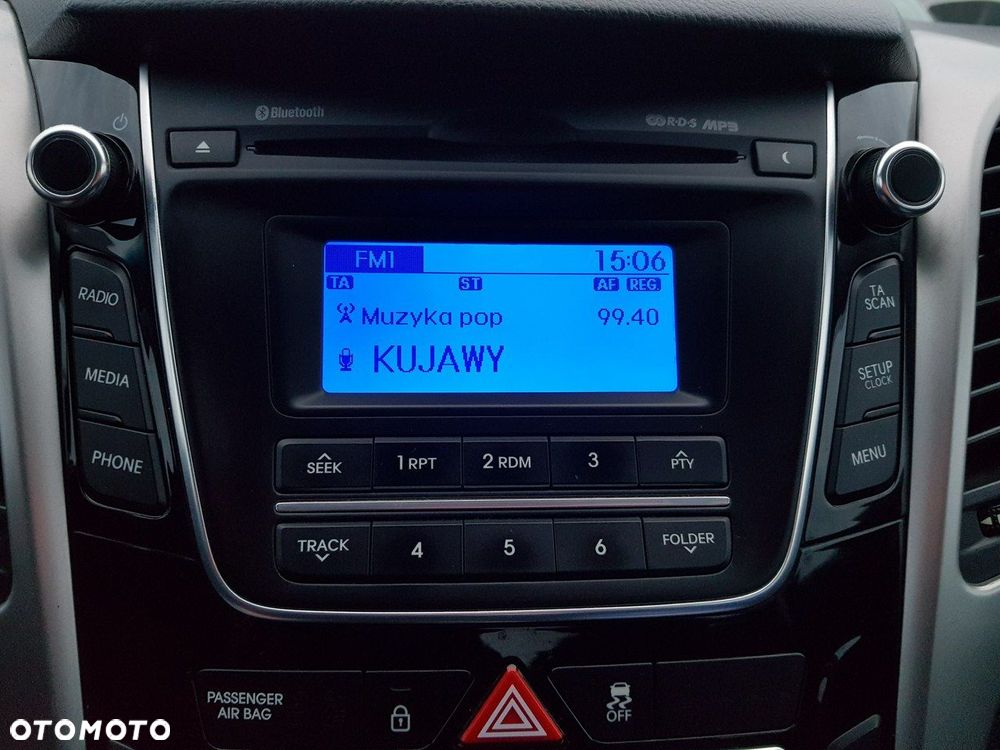 Bluetooth
R·D·S MP3
FM1 15:06
TA ST AF REG
Muzyka pop 99.40
KUJAWY
RADIO
MEDIA
PHONE
TA
SCAN
SETUP
CLOCK
MENU
SEEK 1 RPT 2 RDM 3 PTY
TRACK 4 5 6 FOLDER
PASSENGER
AIR BAG
OFF
OTOMOTO